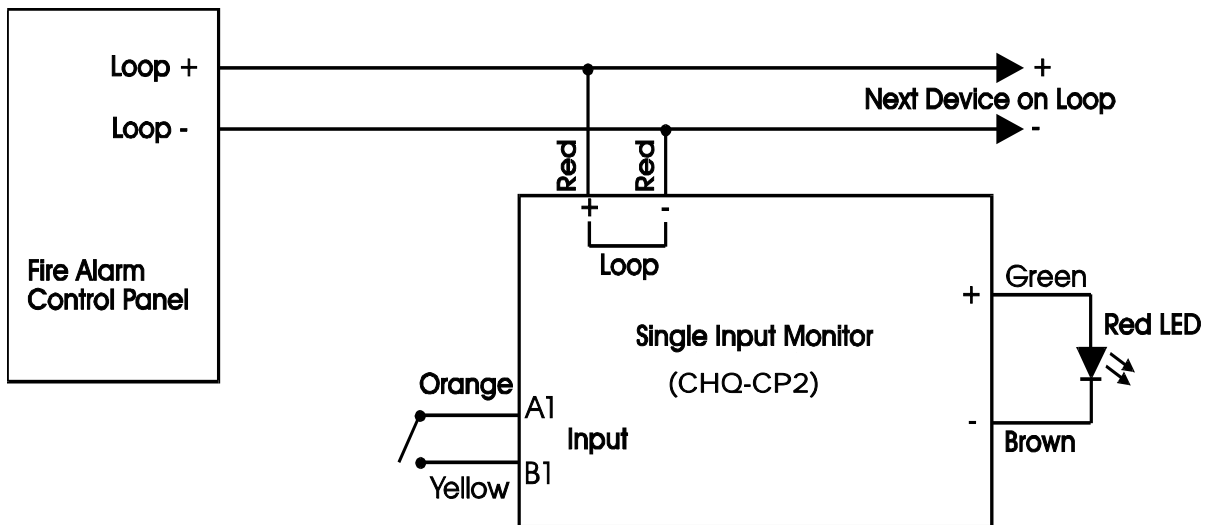 Loop +
Loop -
+
Next Device on Loop
-
Red
Red
+
-
Loop
Fire Alarm
Control Panel
+
Green
Red LED
Single Input Monitor
(CHQ-CP2)
Orange
A1
Input
-
Brown
B1
Yellow